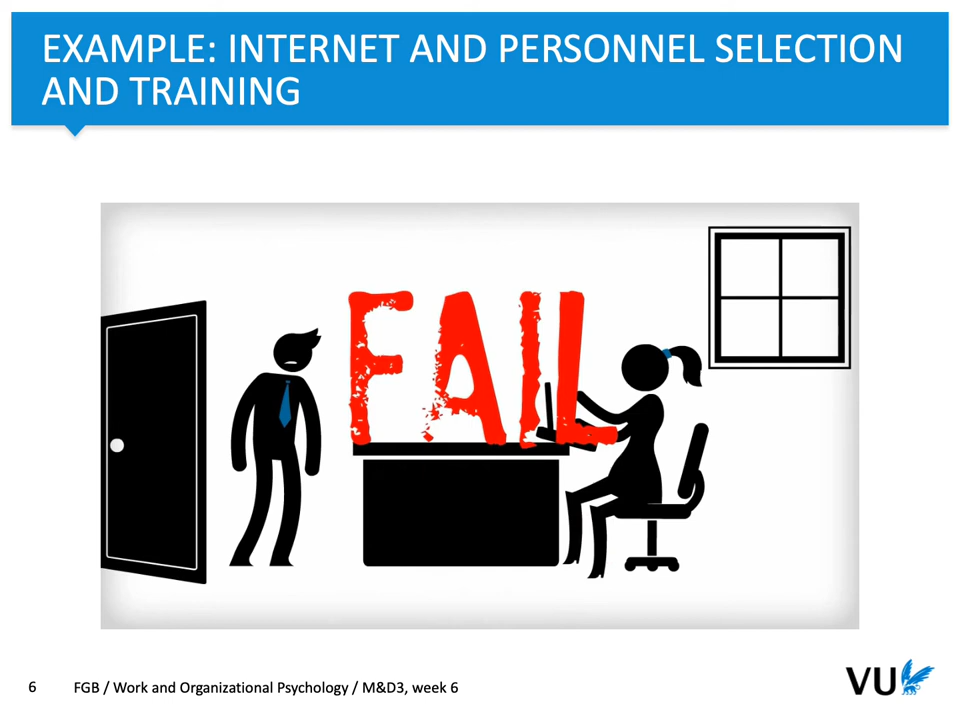 EXAMPLE: INTERNET AND PERSONNEL SELECTION
AND TRAINING
FAIL
6 FGB / Work and Organizational Psychology / M&D3, week 6
VU